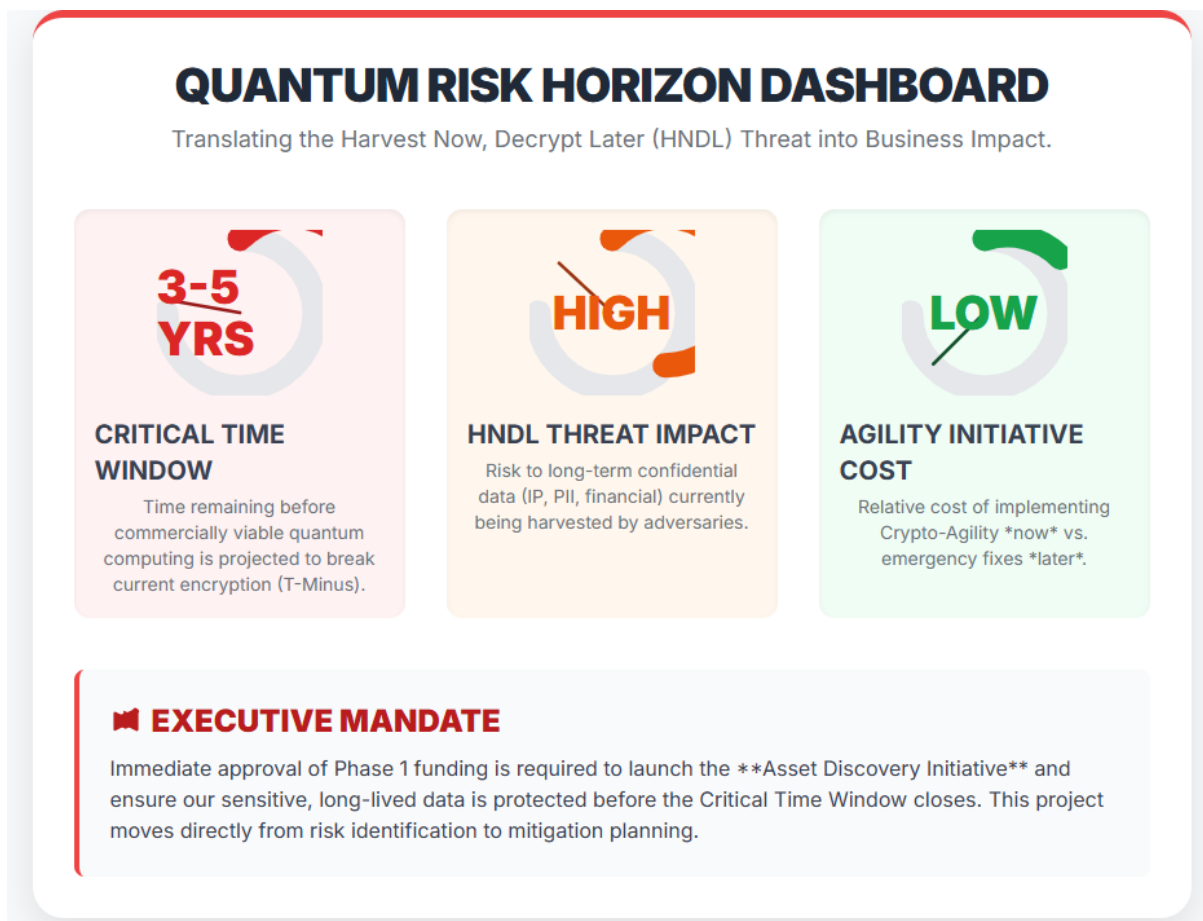 QUANTUM RISK HORIZON DASHBOARD
Translating the Harvest Now, Decrypt Later (HNDL) Threat into Business Impact.
3-5
YRS
CRITICAL TIME
WINDOW
Time remaining before
commercially viable quantum
computing is projected to break
current encryption (T-Minus).
HIGH
HNDL THREAT IMPACT
Risk to long-term confidential
data (IP, PII, financial) currently
being harvested by adversaries.
LOW
AGILITY INITIATIVE
COST
Relative cost of implementing
Crypto-Agility *now* vs.
emergency fixes *later*.
EXECUTIVE MANDATE
Immediate approval of Phase 1 funding is required to launch the **Asset Discovery Initiative** and
ensure our sensitive, long-lived data is protected before the Critical Time Window closes. This project
moves directly from risk identification to mitigation planning.